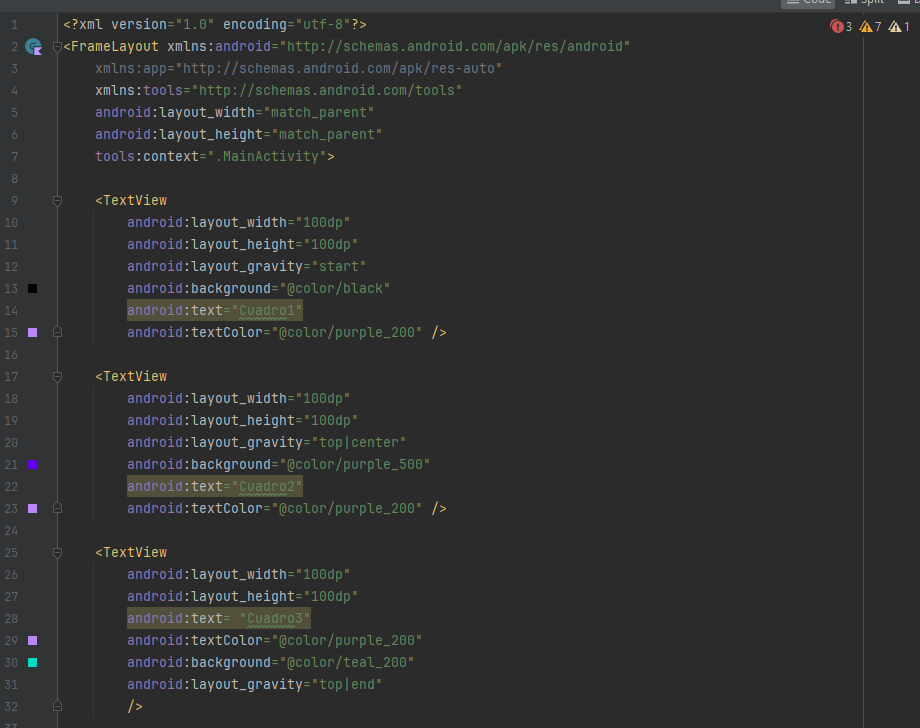 Code Split
3 7 1
1 <?xml version="1.0" encoding="utf-8"?>
2 <FrameLayout xmlns:android="http://schemas.android.com/apk/res/android"
3 xmlns:app="http://schemas.android.com/apk/res-auto"
4 xmlns:tools="http://schemas.android.com/tools"
5 android:layout_width="match_parent"
6 android:layout_height="match_parent"
7 tools:context=".MainActivity">
8
9 <TextView
10 android:layout_width="100dp"
11 android:layout_height="100dp"
12 android:layout_gravity="start"
13 android:background="@color/black"
14 android:text="Cuadro1"
15 android:textColor="@color/purple_200" />
16
17 <TextView
18 android:layout_width="100dp"
19 android:layout_height="100dp"
20 android:layout_gravity="top|center"
21 android:background="@color/purple_500"
22 android:text="Cuadro2"
23 android:textColor="@color/purple_200" />
24
25 <TextView
26 android:layout_width="100dp"
27 android:layout_height="100dp"
28 android:text= "Cuadro3"
29 android:textColor="@color/purple_200"
30 android:background="@color/teal_200"
31 android:layout_gravity="top|end"
32 />